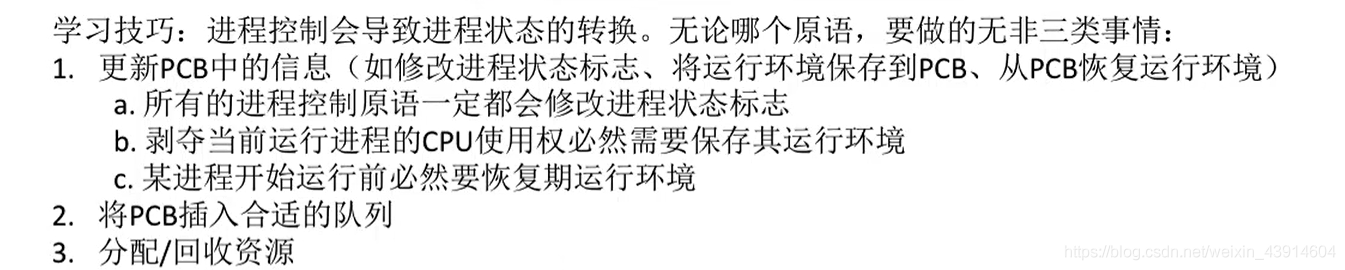 学习技巧：进程控制会导致进程状态的转换。无论哪个原语，要做的无非三类事情：
1. 更新PCB中的信息（如修改进程状态标志、将运行环境保存到PCB、从PCB恢复运行环境）
a. 所有的进程控制原语一定都会修改进程状态标志
b. 剥夺当前运行进程的CPU使用权必然需要保存其运行环境
c. 某进程开始运行前必然要恢复期运行环境
2. 将PCB插入合适的队列
3. 分配/回收资源
https://blog.csdn.net/weixin_43914604